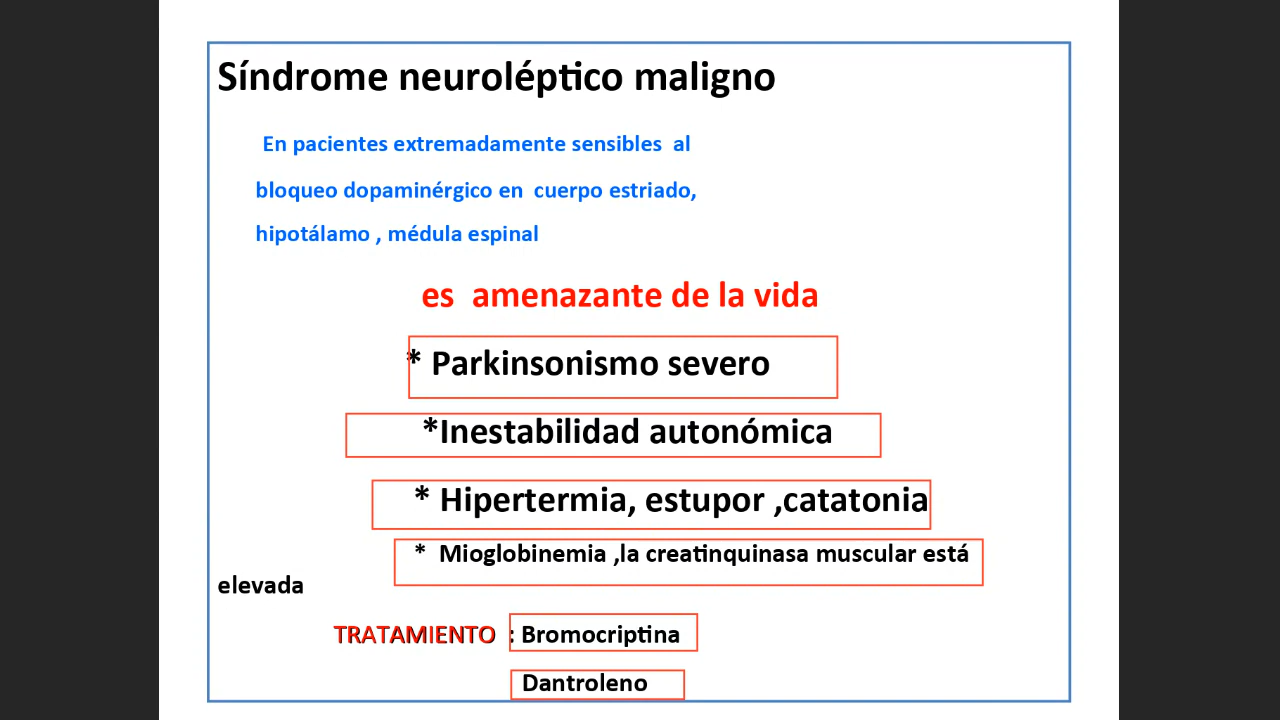 Síndrome neuroléptico maligno
En pacientes extremadamente sensibles al
bloqueo dopaminérgico en cuerpo estriado,
hipotálamo , médula espinal
es amenazante de la vida
* Parkinsonismo severo
*Inestabilidad autonómica
* Hipertermia, estupor ,catatonia
* Mioglobinemia ,la creatinquinasa muscular está
elevada
TRATAMIENTO : Bromocriptina
Dantroleno